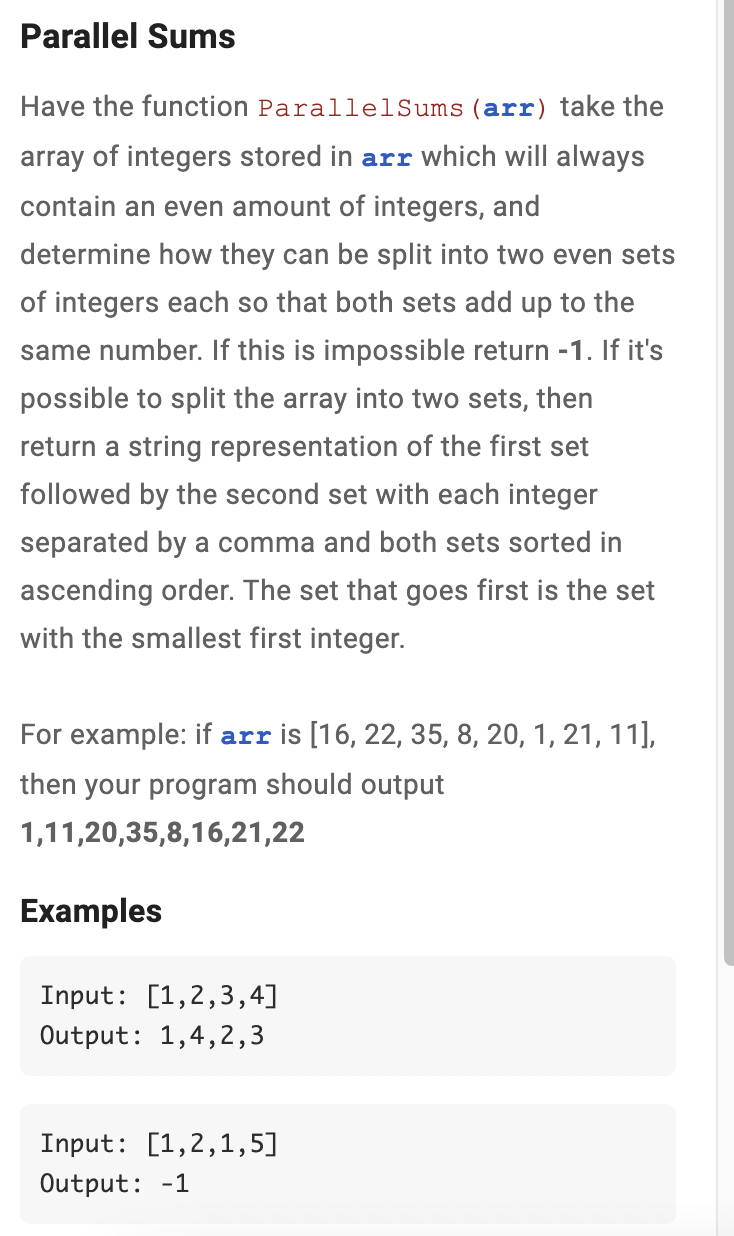 Parallel Sums
Have the function ParallelSums(arr) take the
array of integers stored in arr which will always
contain an even amount of integers, and
determine how they can be split into two even sets
of integers each so that both sets add up to the
same number. If this is impossible return -1. If it's
possible to split the array into two sets, then
return a string representation of the first set
followed by the second set with each integer
separated by a comma and both sets sorted in
ascending order. The set that goes first is the set
with the smallest first integer.
For example: if arr is [16, 22, 35, 8, 20, 1, 21, 11],
then your program should output
1,11,20,35,8,16,21,22
Examples
Input: [1,2,3,4]
Output: 1,4,2,3
Input: [1,2,1,5]
Output: -1